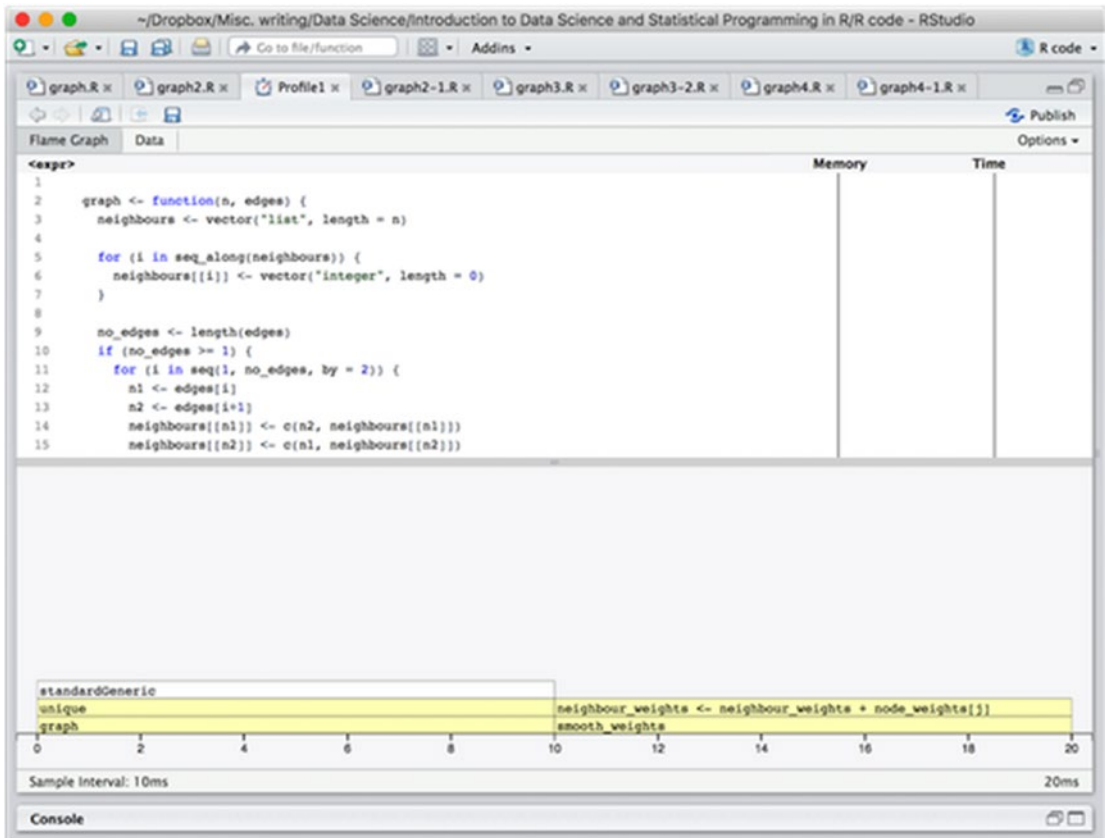 ~/Dropbox/Misc. writing/Data Science/Introduction to Data Science and Statistical Programming in R/R code - RStudio
Go to file/function Addins R code
graph.R Profile1 graph2.R graph2-1.R graph3.R graph3-2.R graph4.R graph4-1.R
Publish
Flame Graph Data Options
<expr> Memory Time
1
2 graph <- function(n, edges) {
3 neighbours <- vector("list", length = n)
4
5 for (i in seq_along(neighbours)) {
6 neighbours[[i]] <- vector("integer", length = 0)
7 }
8
9 no_edges <- length(edges)
10 if (no_edges >= 1) {
11 for (i in seq(1, no_edges, by = 2)) {
12 n1 <- edges[i]
13 n2 <- edges[i+1]
14 neighbours[[n1]] <- c(n2, neighbours[[n1]])
15 neighbours[[n2]] <- c(n1, neighbours[[n2]])
standardGeneric
unique neighbour_weights <- neighbour_weights + node_weights[j]
graph smooth_weights
0 2 4 6 8 10 12 14 16 18 20
Sample Interval: 10ms 20ms
Console